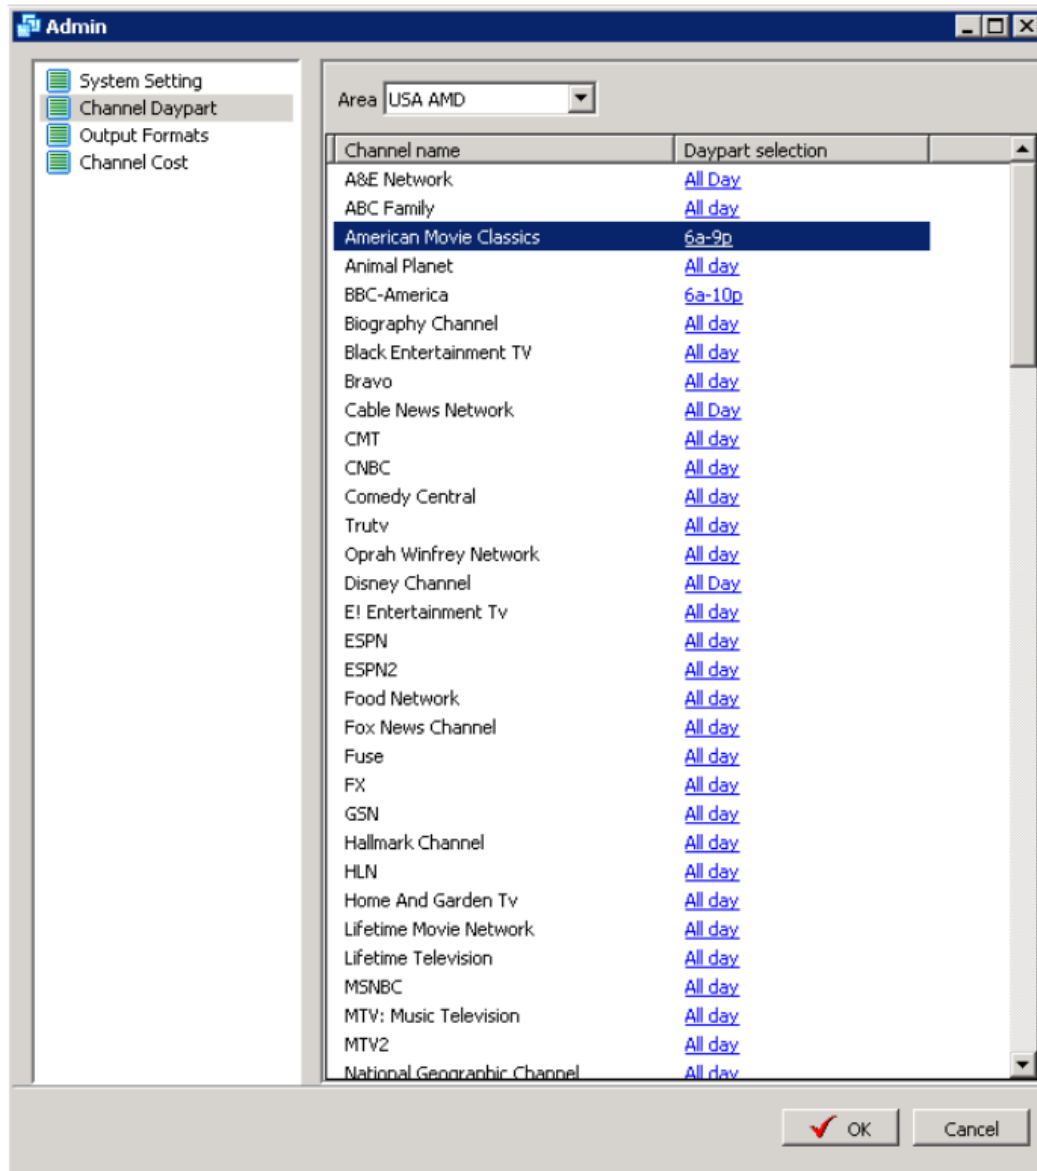 Admin
System Setting
Channel Daypart
Output Formats
Channel Cost
Area USA AMD
Channel name Daypart selection
A&E Network All Day
ABC Family All day
American Movie Classics 6a-9p
Animal Planet All day
BBC-America 6a-10p
Biography Channel All day
Black Entertainment TV All day
Bravo All day
Cable News Network All Day
CMT All day
CNBC All day
Comedy Central All day
Trutv All day
Oprah Winfrey Network All day
Disney Channel All Day
E! Entertainment Tv All day
ESPN All day
ESPN2 All day
Food Network All day
Fox News Channel All day
Fuse All day
FX All day
GSN All day
Hallmark Channel All day
HLN All day
Home And Garden Tv All day
Lifetime Movie Network All day
Lifetime Television All day
MSNBC All day
MTV: Music Television All day
MTV2 All day
National Geographic Channel All day
OK Cancel